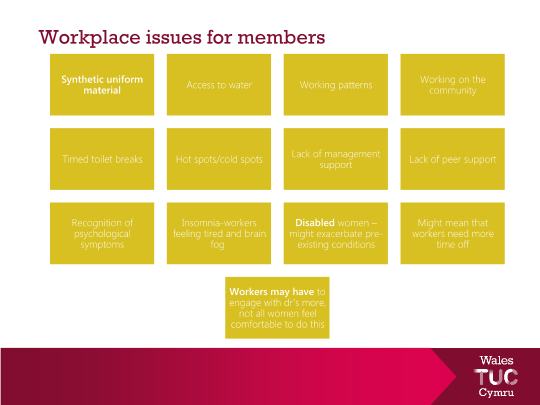 Workplace issues for members
Synthetic uniform
material
Access to water
Working patterns
Working on the
community
Timed toilet breaks
Hot spots/cold spots
Lack of management
support
Lack of peer support
Recognition of
psychological
symptoms
Insomnia-workers
feeling tired and brain
fog
Disabled women –
might exacerbate pre-
existing conditions
Might mean that
workers need more
time off
Workers may have to
engage with dr's more,
not all women feel
comfortable to do this
Wales
TUC
Cymru